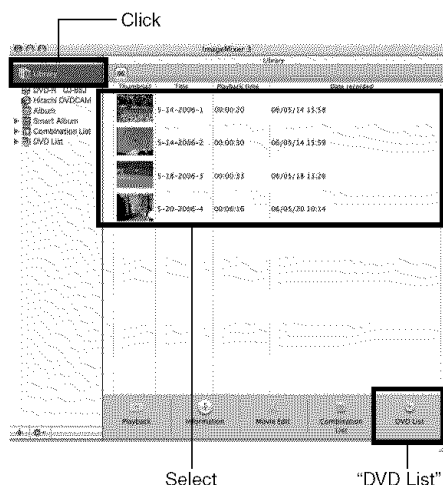 Click
ImageMixer 3
Library
Library
Thumbnail Title Playback time Date recorded
Hitachi DVDCAM
Album
Smart Album
Combination List
DVD List
5-14-2006-1 00:00:20 06/05/14 15:58
5-14-2006-2 00:00:30 06/05/14 15:59
5-18-2006-3 00:00:33 06/05/18 13:20
5-20-2006-4 00:06:16 06/05/20 10:14
Playback Information Movie Edit Combination List DVD List
Select "DVD List"